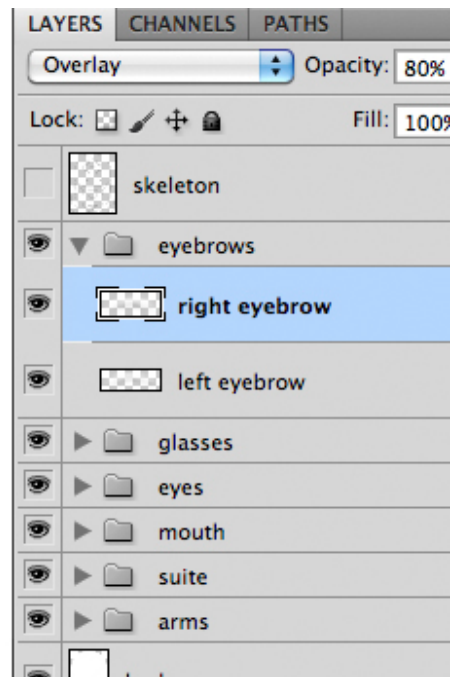 LAYERS CHANNELS PATHS
Overlay Opacity: 80%
Lock: Fill: 100%
skeleton
eyebrows
right eyebrow
left eyebrow
glasses
eyes
mouth
suite
arms